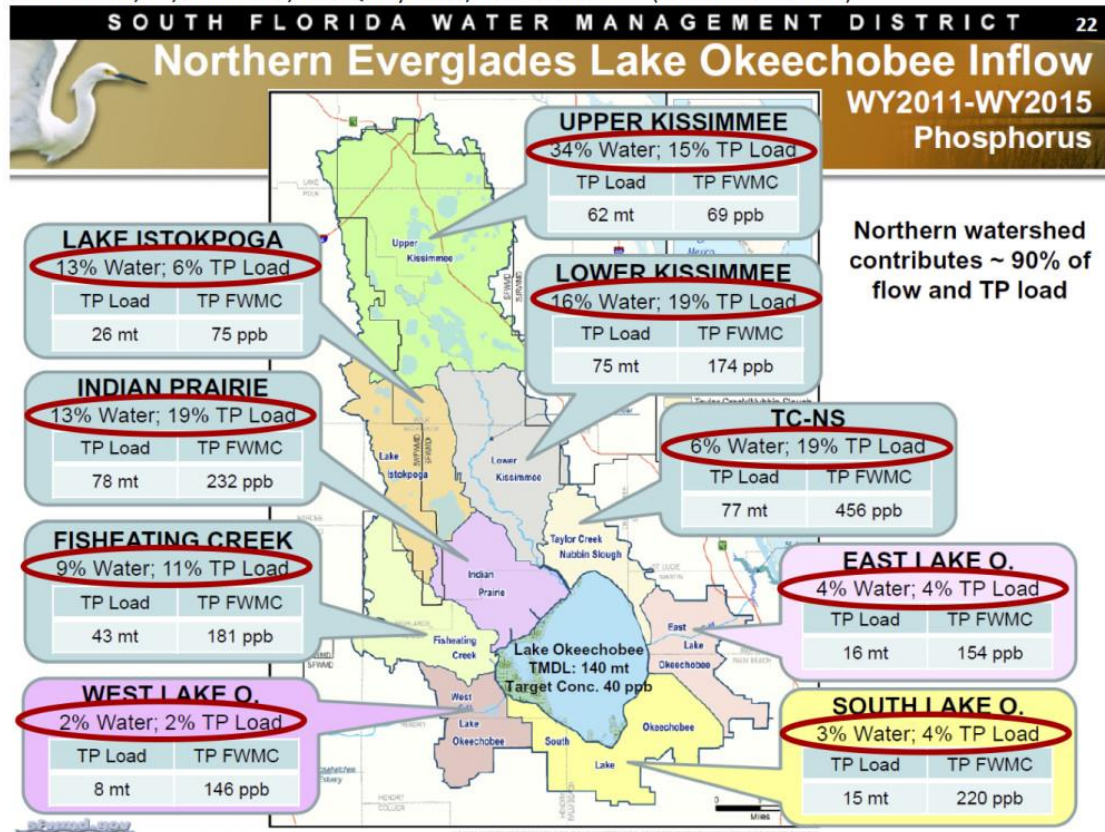 SOUTH FLORIDA WATER MANAGEMENT DISTRICT 22
Northern Everglades Lake Okeechobee Inflow
WY2011-WY2015
Phosphorus
UPPER KISSIMMEE
34% Water; 15% TP Load
TP Load TP FWMC
62 mt 69 ppb
Northern watershed
contributes ~ 90% of
flow and TP load
LAKE ISTOKPOGA
13% Water; 6% TP Load
TP Load TP FWMC
26 mt 75 ppb
LOWER KISSIMMEE
16% Water; 19% TP Load
TP Load TP FWMC
75 mt 174 ppb
INDIAN PRAIRIE
13% Water; 19% TP Load
TP Load TP FWMC
78 mt 232 ppb
TC-NS
6% Water; 19% TP Load
TP Load TP FWMC
77 mt 456 ppb
FISHEATING CREEK
9% Water; 11% TP Load
TP Load TP FWMC
43 mt 181 ppb
EAST LAKE O.
4% Water; 4% TP Load
TP Load TP FWMC
16 mt 154 ppb
WEST LAKE O.
2% Water; 2% TP Load
TP Load TP FWMC
8 mt 146 ppb
SOUTH LAKE O.
3% Water; 4% TP Load
TP Load TP FWMC
15 mt 220 ppb
Upper
Kissimmee
Lake
Istokpoga
Lower
Kissimmee
Taylor Creek
Nubbin Slough
Indian
Prairie
Fisheating
Creek
Lake Okeechobee
TMDL: 140 mt
Target Conc. 40 ppb
East
Lake
Okeechobee
West
Lake
Okeechobee
South
Lake
Okeechobee
HENDRY
COLLIER
Miles
sfwmd.gov